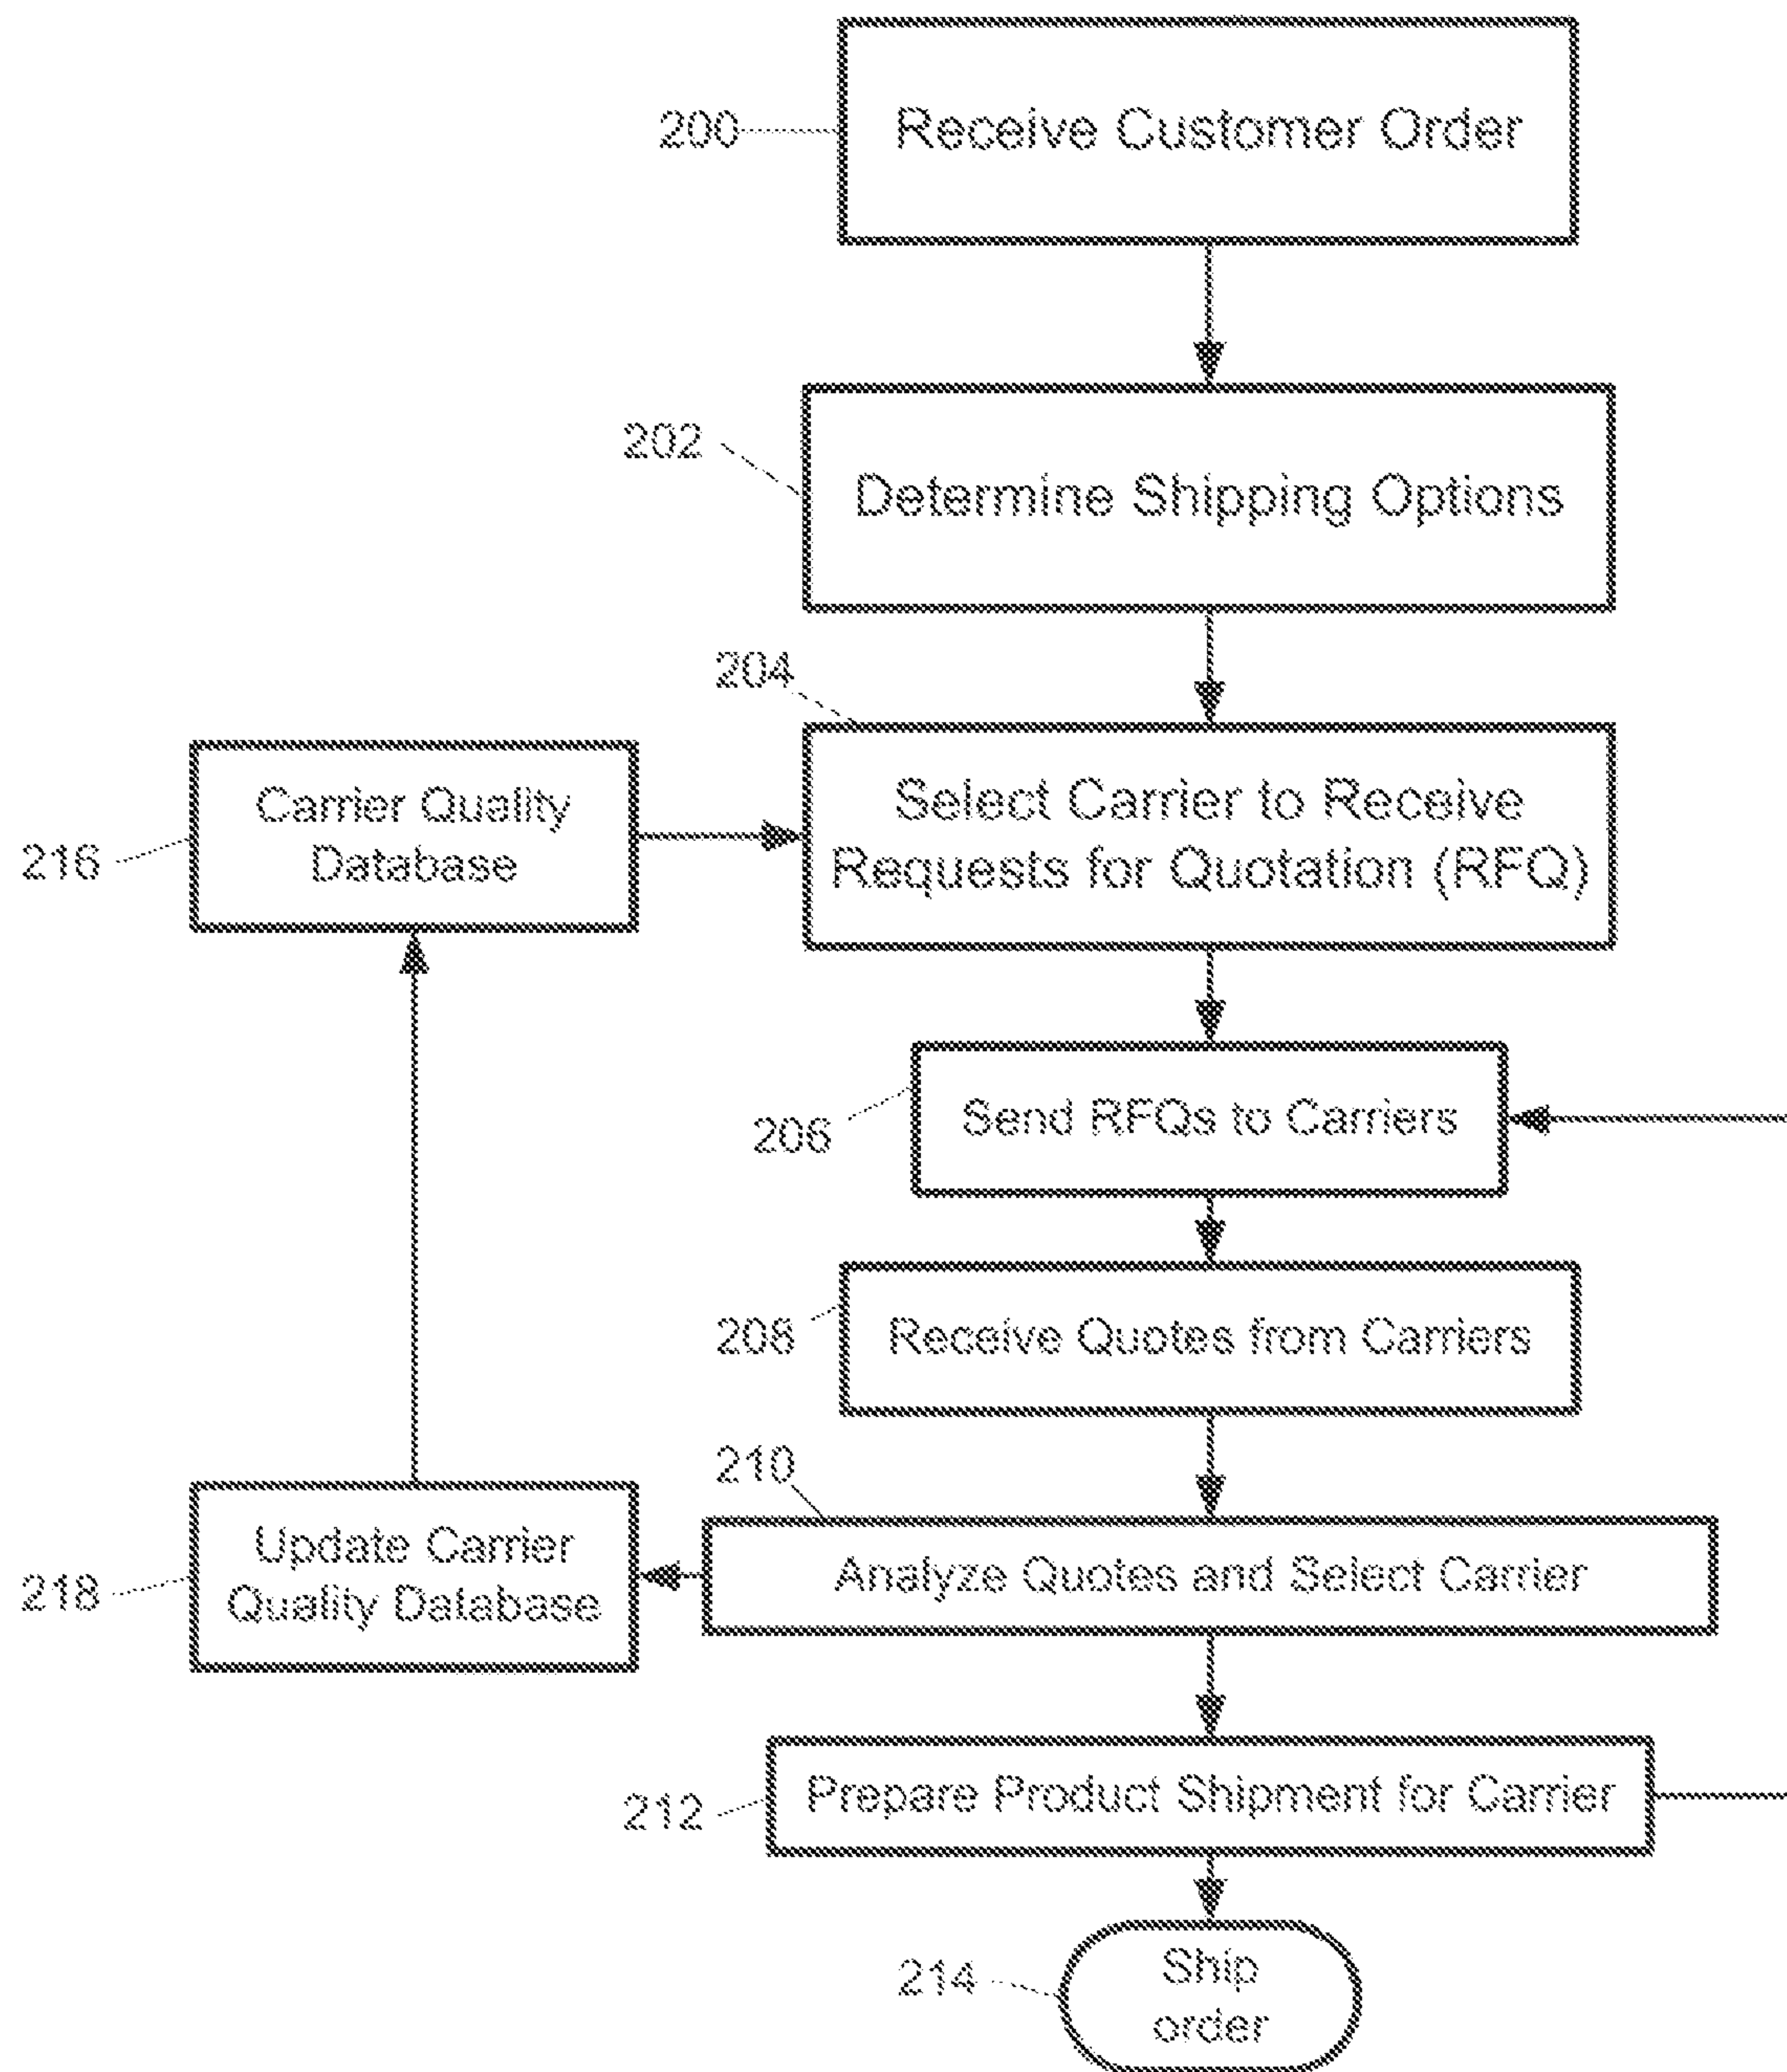 200
Receive Customer Order
202
Determine Shipping Options
204
Select Carrier to Receive
Requests for Quotation (RFQ)
216
Carrier Quality
Database
206
Send RFQs to Carriers
208
Receive Quotes from Carriers
210
Analyze Quotes and Select Carrier
218
Update Carrier
Quality Database
212
Prepare Product Shipment for Carrier
214
Ship
order